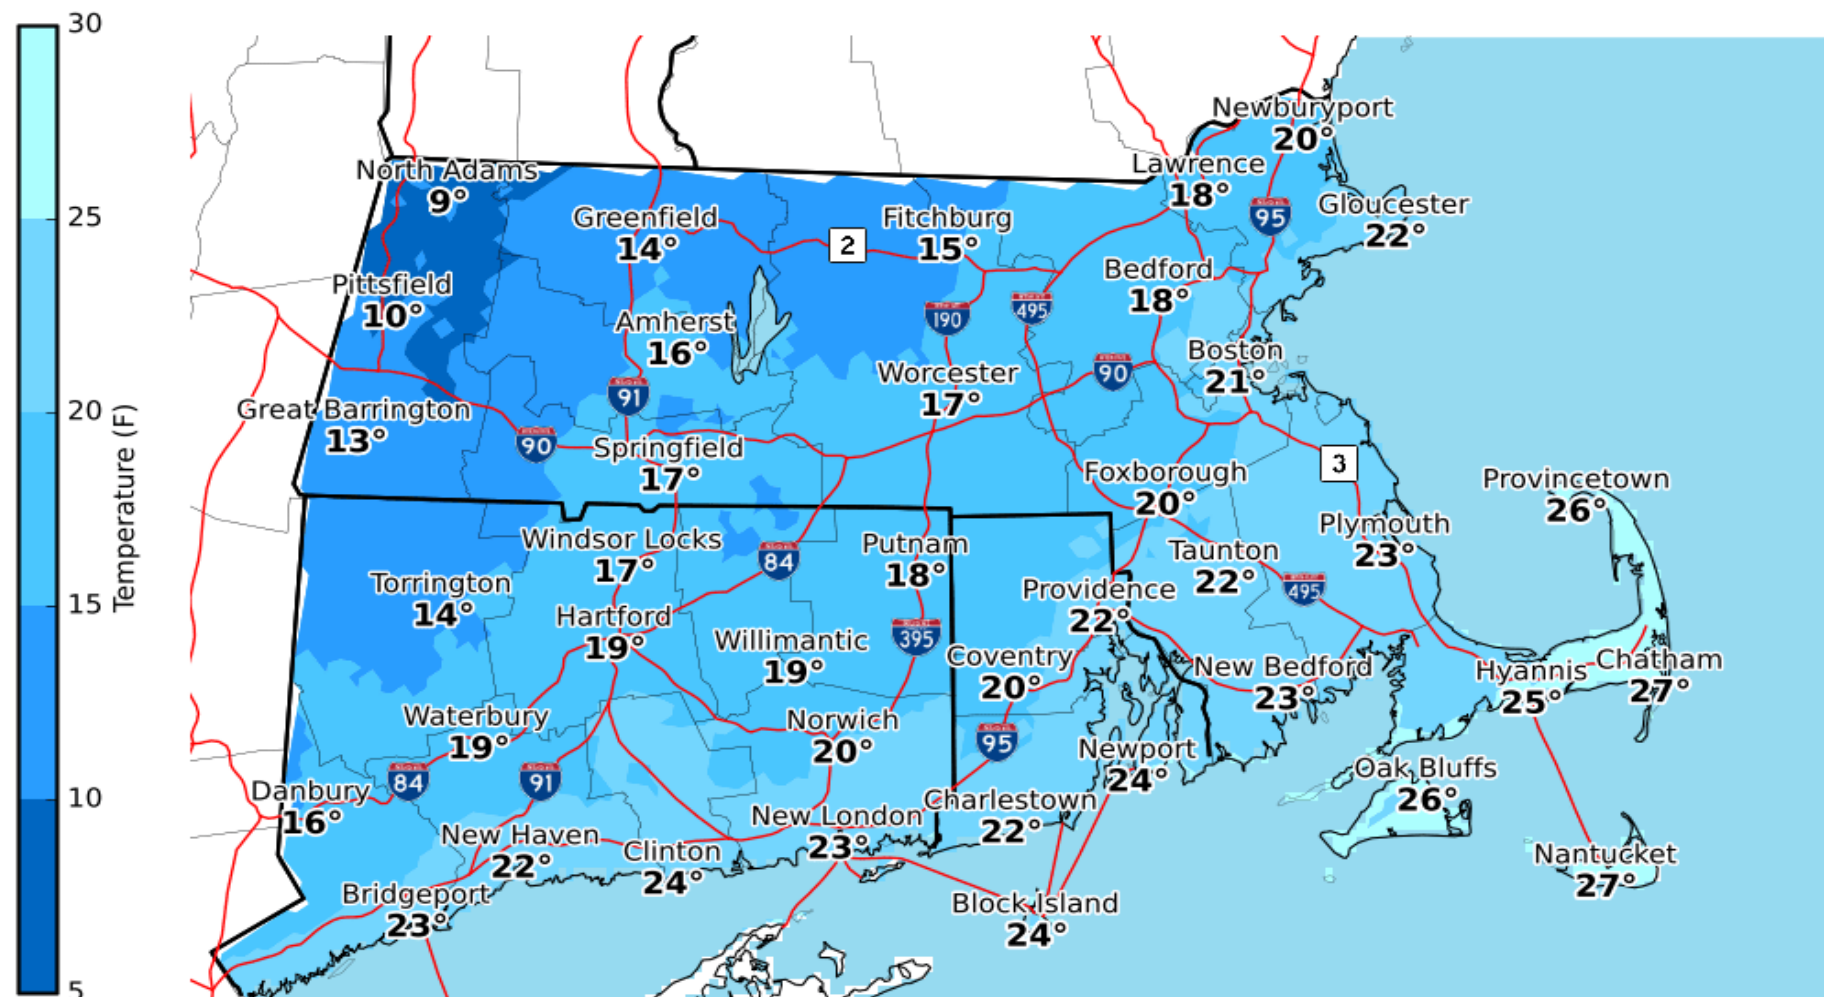 30
25
20
15
10
5
Temperature (F)
Newburyport
20°
North Adams
9°
Lawrence
18°
95
Gloucester
22°
Greenfield
14°
2
Fitchburg
15°
Pittsfield
10°
Bedford
18°
190
495
Amherst
16°
Boston
21°
90
Worcester
17°
91
Great Barrington
13°
90
Springfield
17°
3
Foxborough
20°
Provincetown
26°
Plymouth
23°
Windsor Locks
17°
84
Putnam
18°
Taunton
22°
Torrington
14°
Providence
22°
495
Hartford
19°
Willimantic
19°
395
Coventry
20°
New Bedford
23°
Hyannis
25°
Chatham
27°
Waterbury
19°
Norwich
20°
95
Newport
24°
Oak Bluffs
26°
Danbury
16°
84
91
Charlestown
22°
New London
23°
New Haven
22°
Clinton
24°
Nantucket
27°
Bridgeport
23°
Block Island
24°